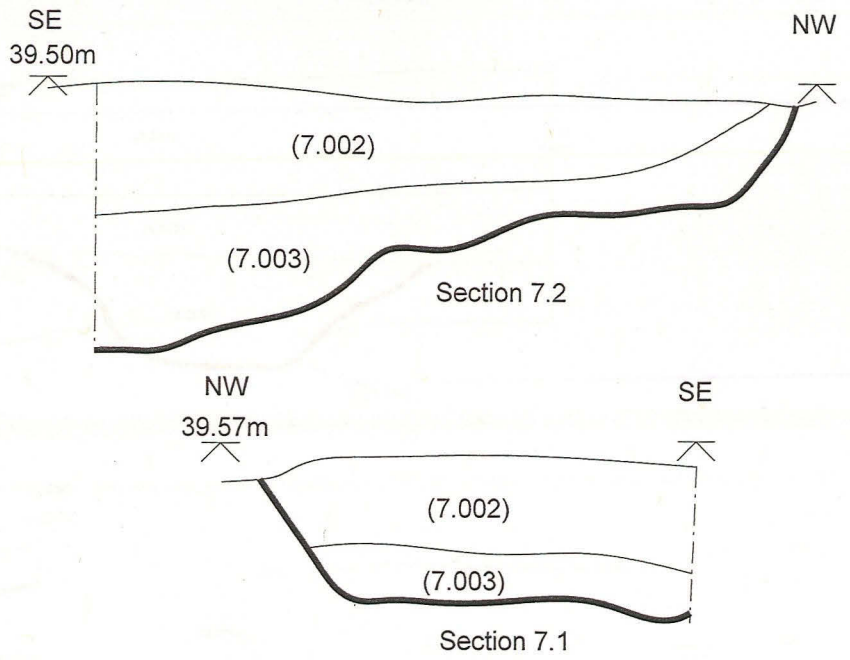 SE
39.50m
NW
(7.002)
(7.003)
Section 7.2
NW
39.57m
SE
(7.002)
(7.003)
Section 7.1